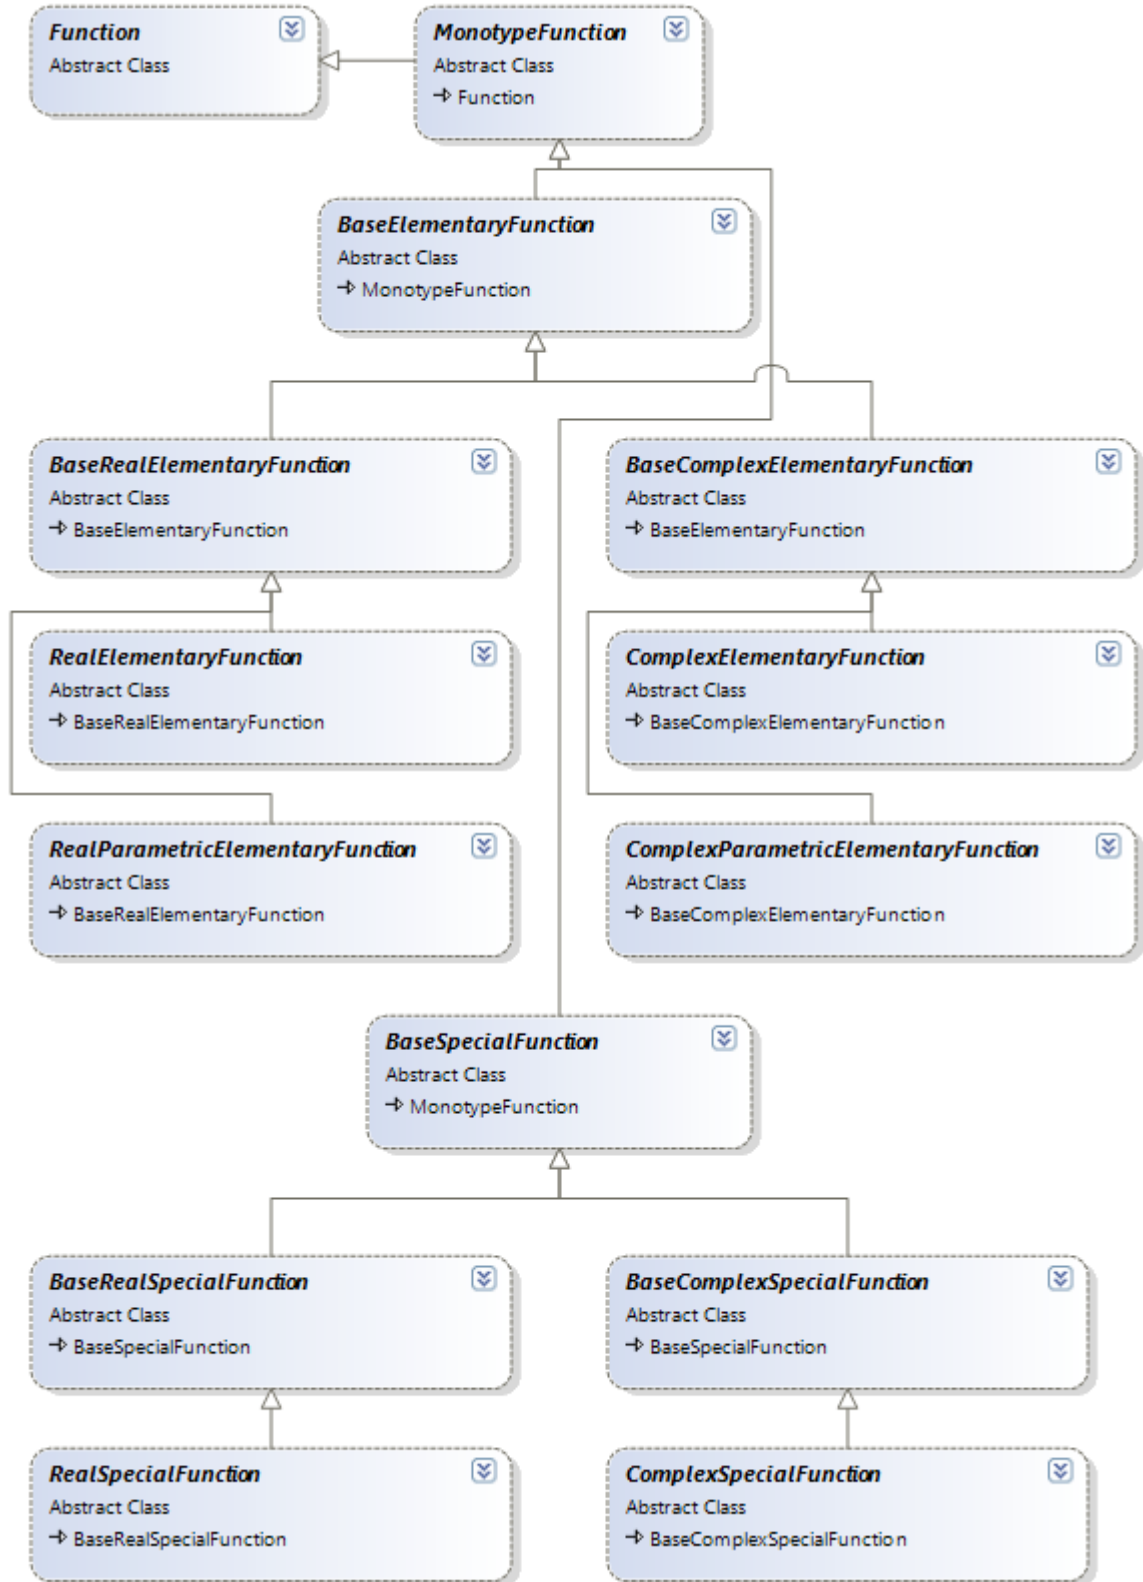 Function
Abstract Class
MonotypeFunction
Abstract Class
Function
BaseElementaryFunction
Abstract Class
MonotypeFunction
BaseRealElementaryFunction
Abstract Class
BaseElementaryFunction
BaseComplexElementaryFunction
Abstract Class
BaseElementaryFunction
RealElementaryFunction
Abstract Class
BaseRealElementaryFunction
ComplexElementaryFunction
Abstract Class
BaseComplexElementaryFunction
RealParametricElementaryFunction
Abstract Class
BaseRealElementaryFunction
ComplexParametricElementaryFunction
Abstract Class
BaseComplexElementaryFunction
BaseSpecialFunction
Abstract Class
MonotypeFunction
BaseRealSpecialFunction
Abstract Class
BaseSpecialFunction
BaseComplexSpecialFunction
Abstract Class
BaseSpecialFunction
RealSpecialFunction
Abstract Class
BaseRealSpecialFunction
ComplexSpecialFunction
Abstract Class
BaseComplexSpecialFunction